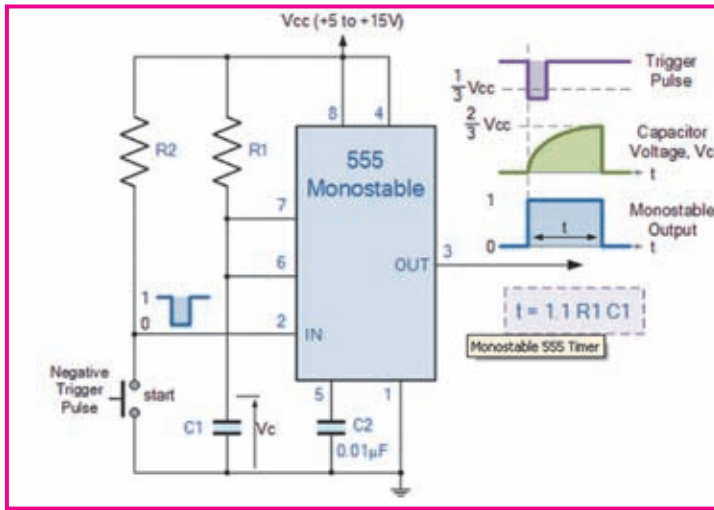 Vcc (+5 to +15V)
8
4
R2
R1
555
Monostable
7
6
2
IN
OUT
3
5
1
1
0
Negative
Trigger
Pulse
start
C1
Vc
C2
0.01µF
1/3 Vcc
Trigger
Pulse
2/3 Vcc
Capacitor
Voltage, Vc
t
1
0
t
Monostable
Output
t
t = 1.1 R1 C1
Monostable 555 Timer